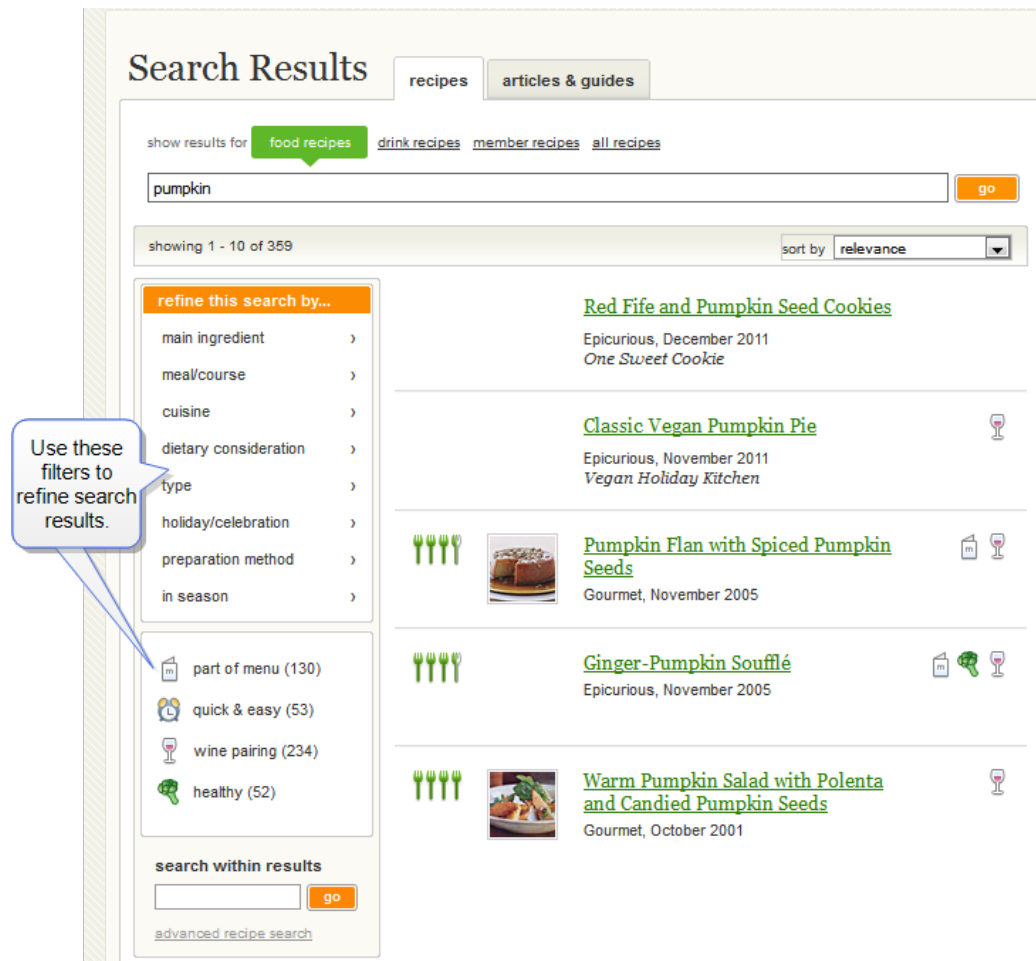 Search Results
recipes
articles & guides
show results for
food recipes
drink recipes
member recipes
all recipes
pumpkin
go
showing 1 - 10 of 359
sort by
relevance
refine this search by...
main ingredient
meal/course
cuisine
dietary consideration
type
holiday/celebration
preparation method
in season
Use these
filters to
refine search
results.
m
part of menu (130)
quick & easy (53)
wine pairing (234)
healthy (52)
search within results
go
advanced recipe search
Red Fife and Pumpkin Seed Cookies
Epicurious, December 2011
One Sweet Cookie
Classic Vegan Pumpkin Pie
Epicurious, November 2011
Vegan Holiday Kitchen
Pumpkin Flan with Spiced Pumpkin
Seeds
Gourmet, November 2005
m
Ginger-Pumpkin Soufflé
Epicurious, November 2005
m
Warm Pumpkin Salad with Polenta
and Candied Pumpkin Seeds
Gourmet, October 2001